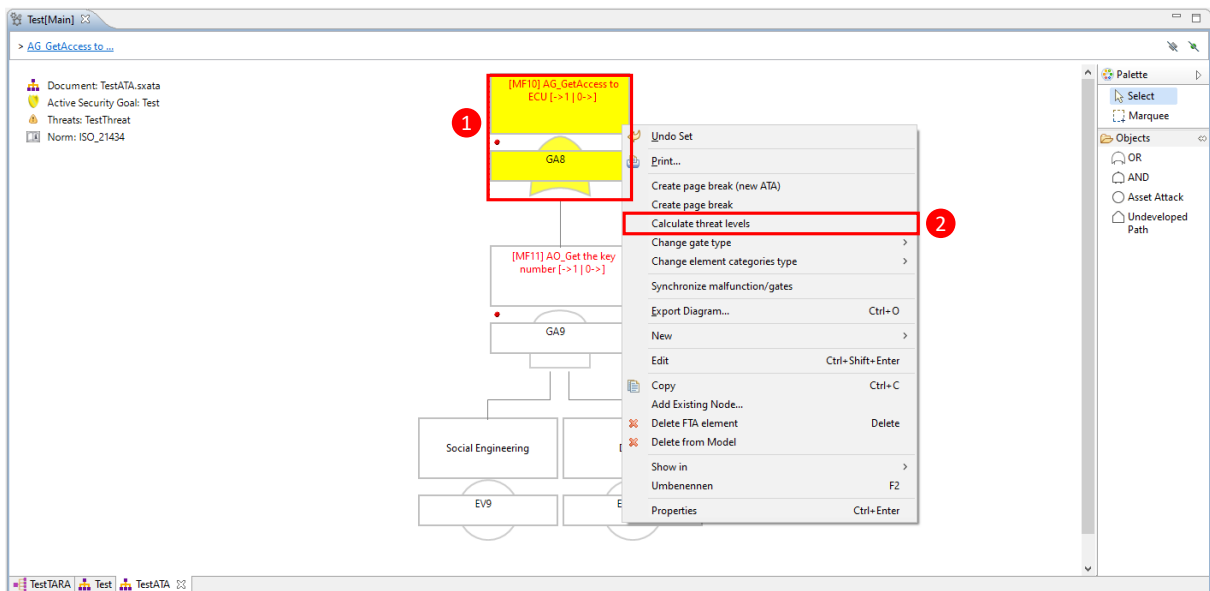 Test[Main]
> AG_GetAccess to ...
Document: TestATA.sxata
Active Security Goal: Test
Threats: TestThreat
Norm: ISO_21434
1
[MF10] AG_GetAccess to
ECU [->1 | 0->]
GA8
[MF11] AO_Get the key
number [->1 | 0->]
GA9
Social Engineering
EV9
Undo Set
Print...
Create page break (new ATA)
Create page break
Calculate threat levels
2
Change gate type
Change element categories type
Synchronize malfunction/gates
Export Diagram... Ctrl+O
New
Edit Ctrl+Shift+Enter
Copy Ctrl+C
Add Existing Node...
Delete FTA element Delete
Delete from Model
Show in
Umbenennen F2
Properties Ctrl+Enter
Palette
Select
Marquee
Objects
OR
AND
Asset Attack
Undeveloped
Path
TestTARA Test TestATA